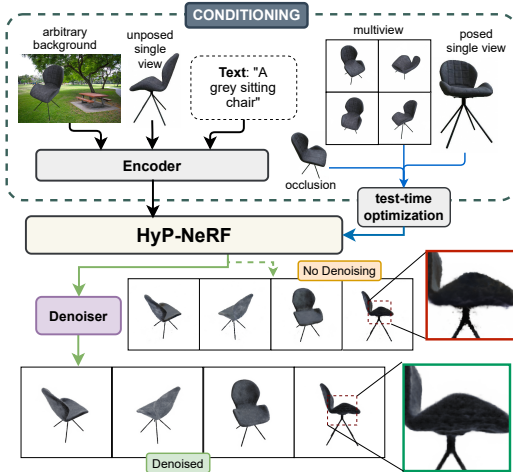 CONDITIONING
arbitrary
background
unposed
single
view
Text: "A
grey sitting
chair"
multiview
posed
single view
Encoder
occlusion
test-time
optimization
HyP-NeRF
No Denoising
Denoiser
Denoised